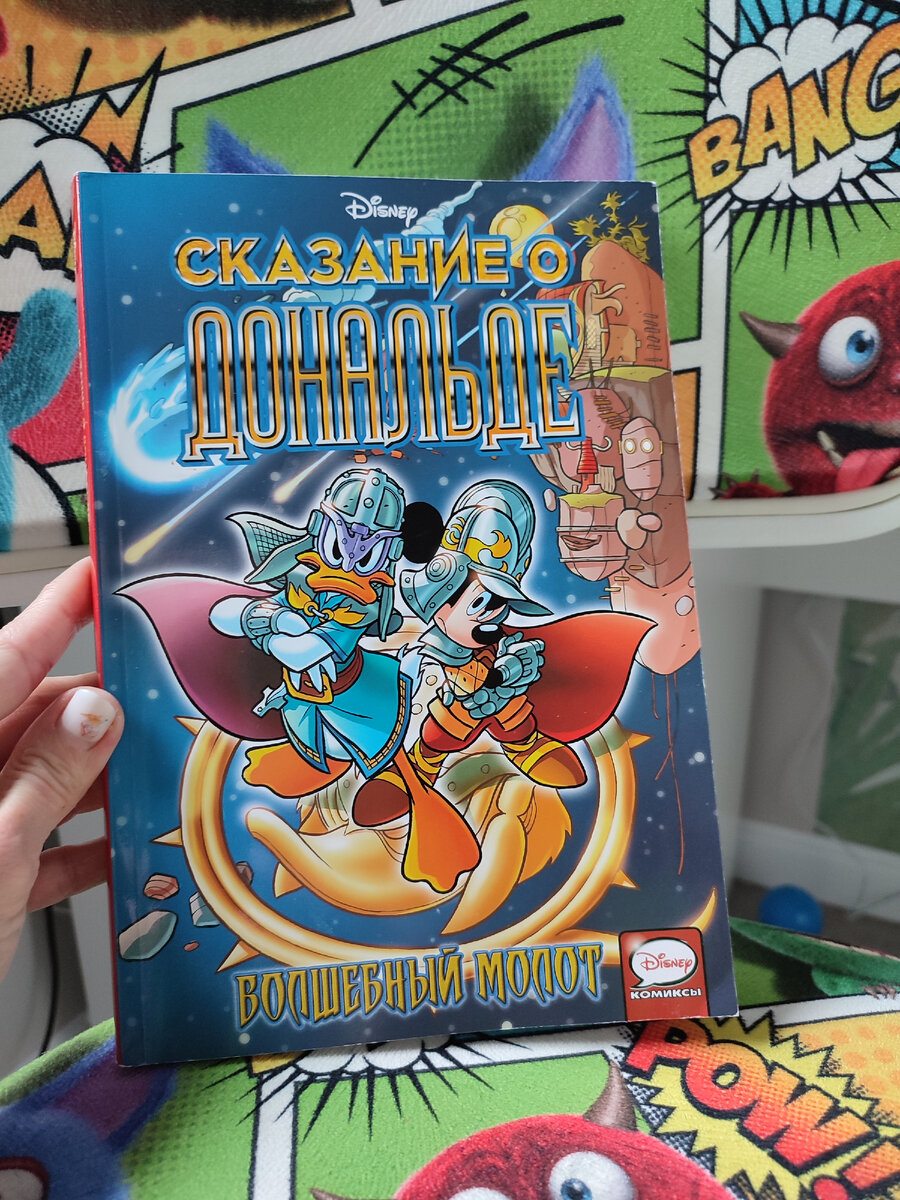 BANG
Disney
СКАЗАНИЕ О
ДОНАЛЬДЕ
ВОЛШЕБНЫЙ МОЛОТ
Disney
КОМИКСЫ
POW!